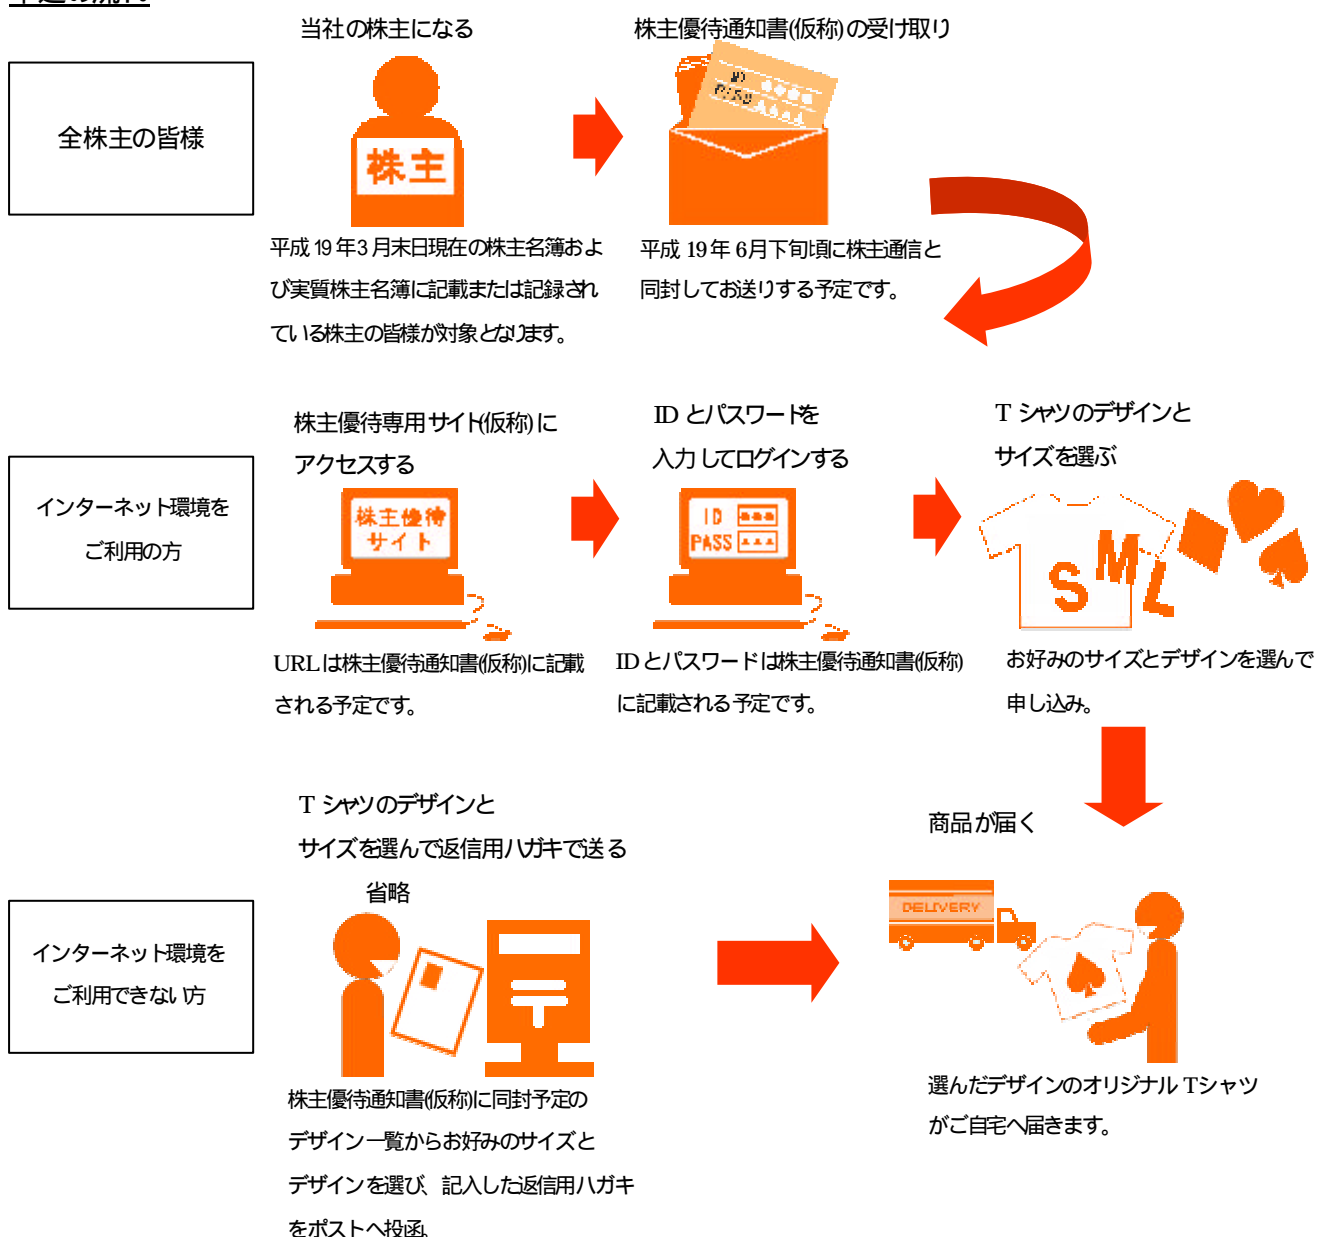 当社の株主になる
株主優待通知書(仮称)の受け取り
全株主の皆様
株主
ID
PASS
平成 19 年3 月末日現在の株主名簿およ
び実質株主名簿に記載または記録され
ている株主の皆様が対象となります。
平成 19 年 6月下旬頃に株主通信と
同封してお送りする予定です。
株主優待専用サイト(仮称)に
アクセスする
ID とパスワードを
入力してログインする
T シャツのデザインと
サイズを選ぶ
インターネット環境を
ご利用の方
株主優待
サイト
ID
PASS
S M L
URLは株主優待通知書(仮称)に記載
される予定です。
IDとパスワードは株主優待通知書(仮称)
に記載される予定です。
お好みのサイズとデザインを選んで
申し込み。
T シャツのデザインと
サイズを選んで返信用ハガキで送る
省略
商品が届く
DELIVERY
インターネット環境を
ご利用できない方
株主優待通知書(仮称)に同封予定の
デザイン一覧からお好みのサイズと
デザインを選び、記入した返信用ハガキ
をポストへ投函。
選んだデザインのオリジナル Tシャツ
がご自宅へ届きます。